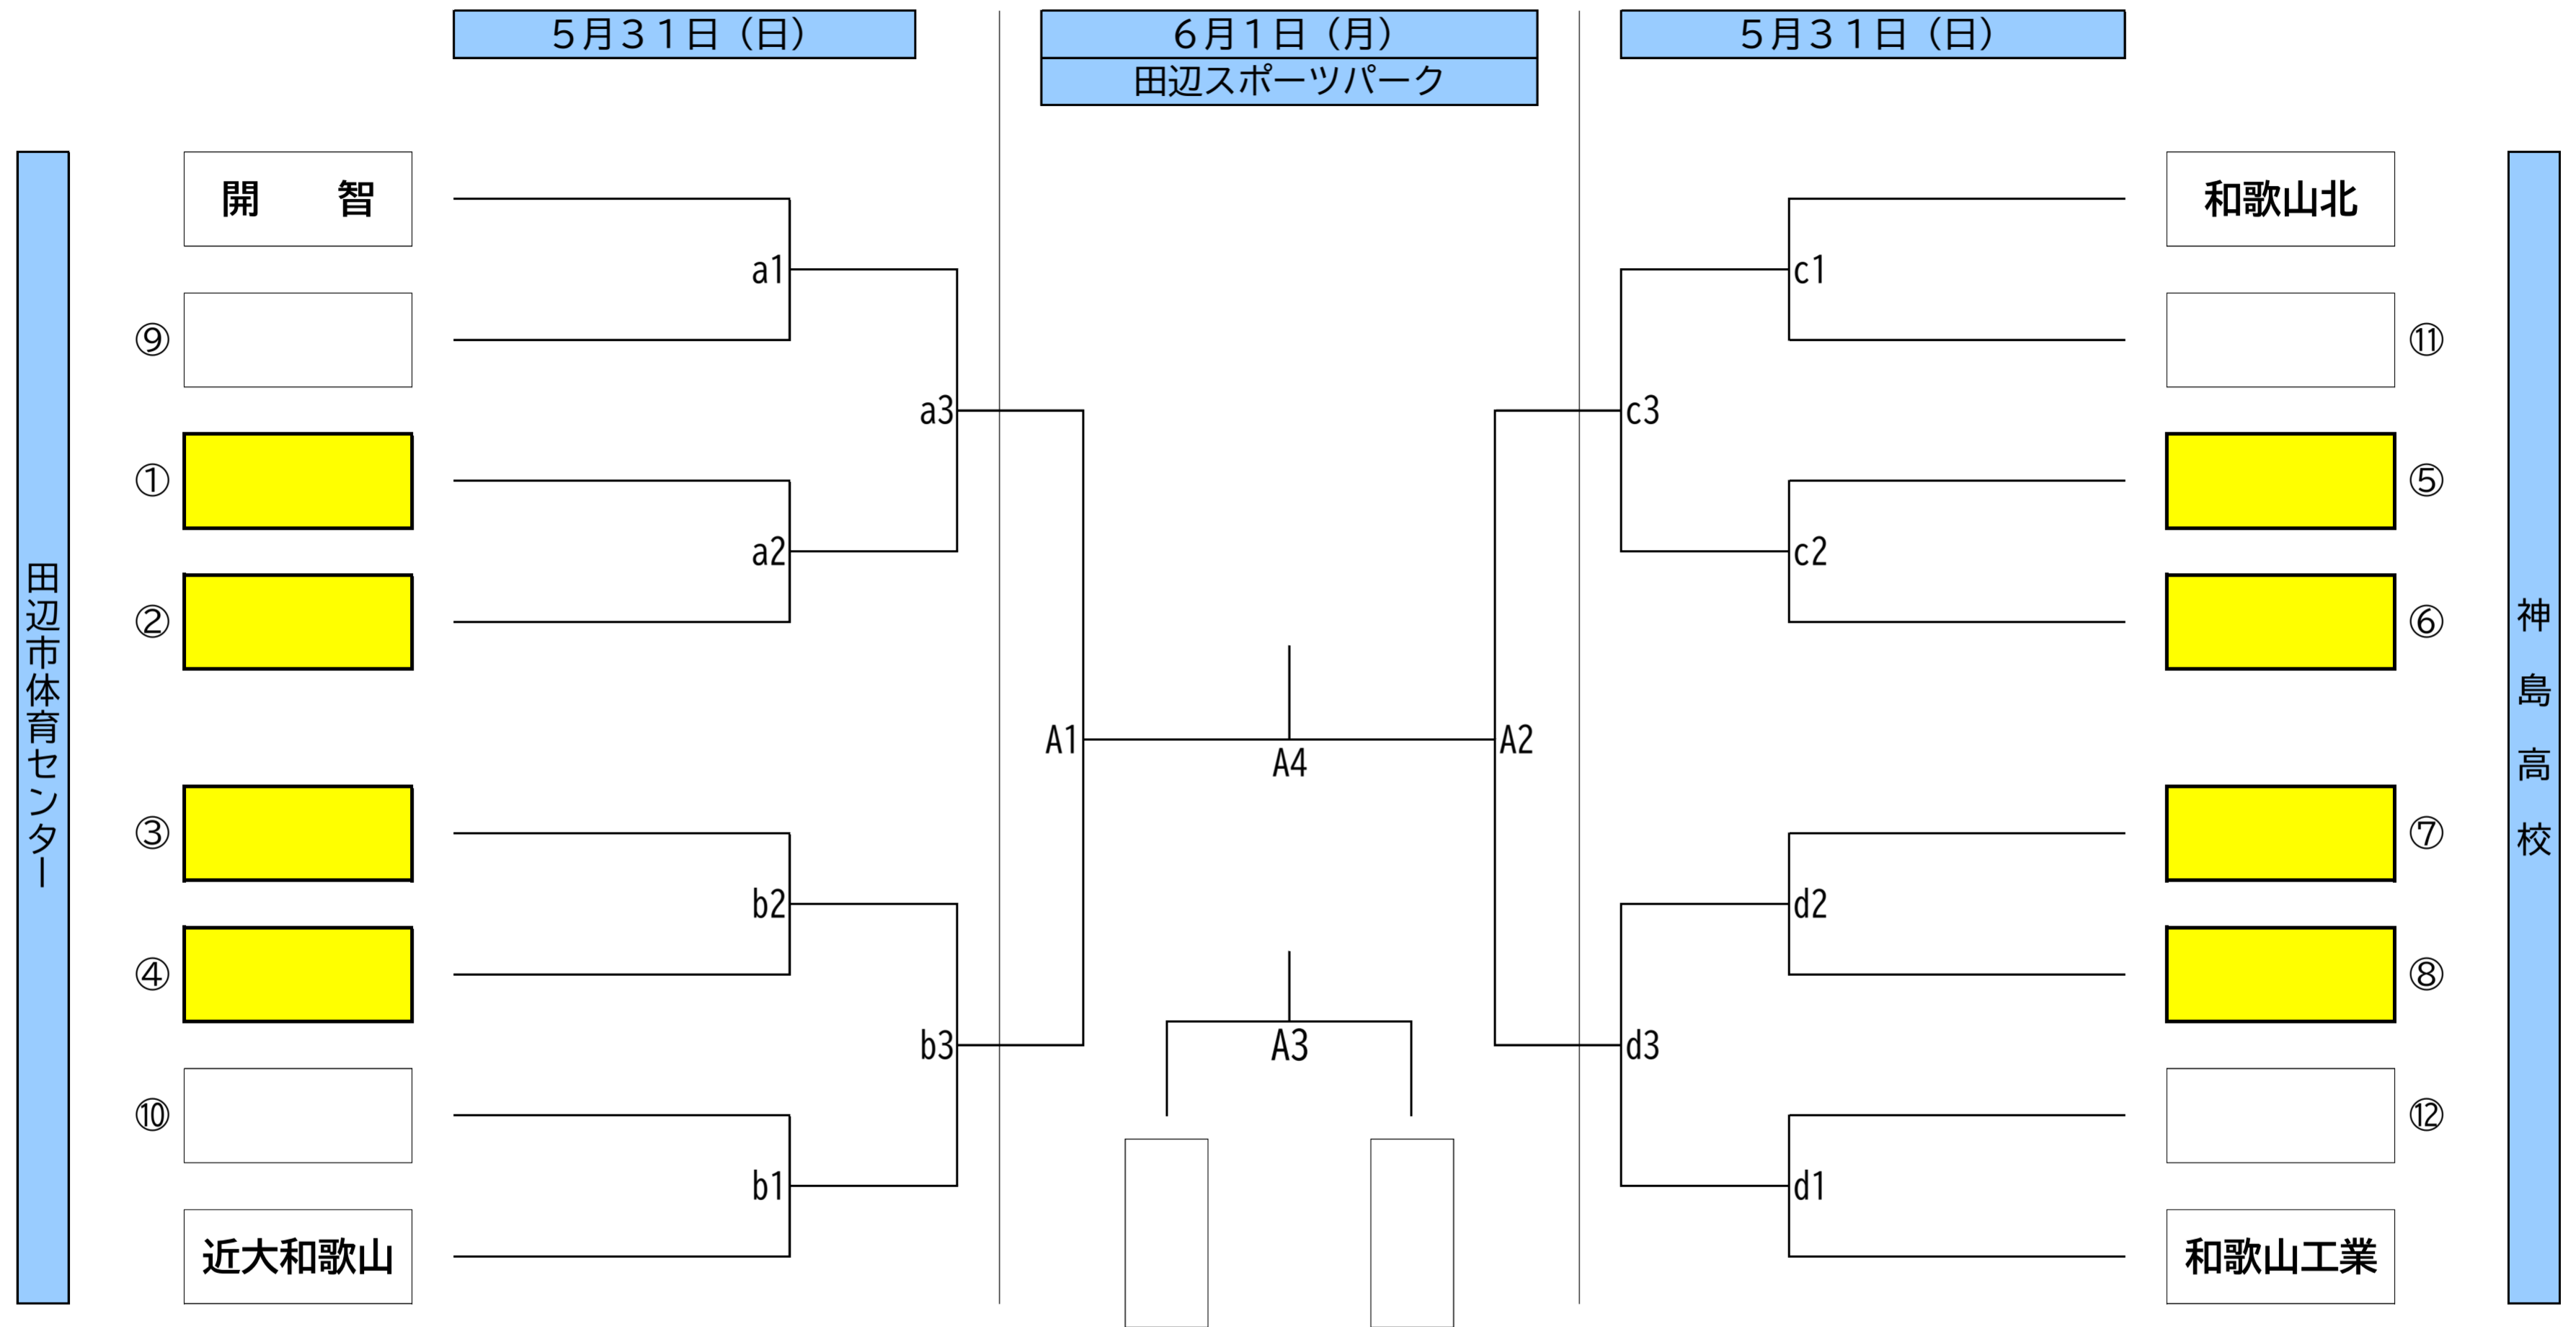 ５月３１日（日）
６月１日（月）
５月３１日（日）
田辺スポーツパーク
田辺市体育センター
開　　智
⑨
①
②
③
④
⑩
近大和歌山
a1
a2
a3
b2
b3
b1
A1
A4
A2
A3
c1
c3
c2
d2
d3
d1
和歌山北
⑪
⑤
⑥
⑦
⑧
⑫
和歌山工業
神島高校